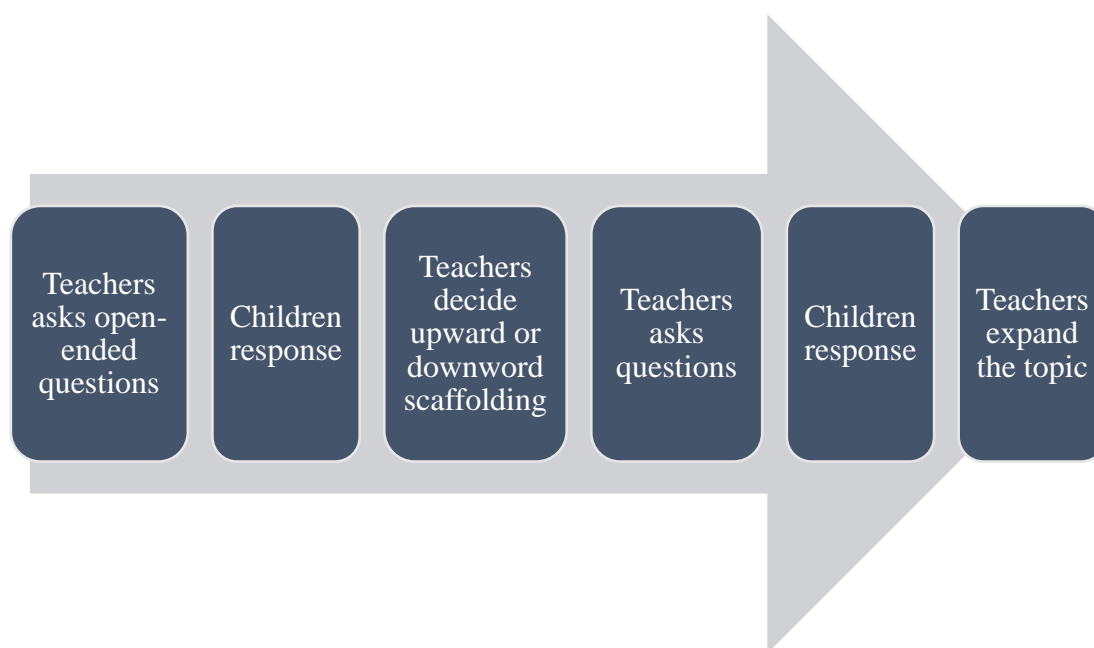 Teachers
asks open-
ended
questions
Children
response
Teachers
decide
upward or
downword
scaffolding
Teachers
asks
questions
Children
response
Teachers
expand
the topic